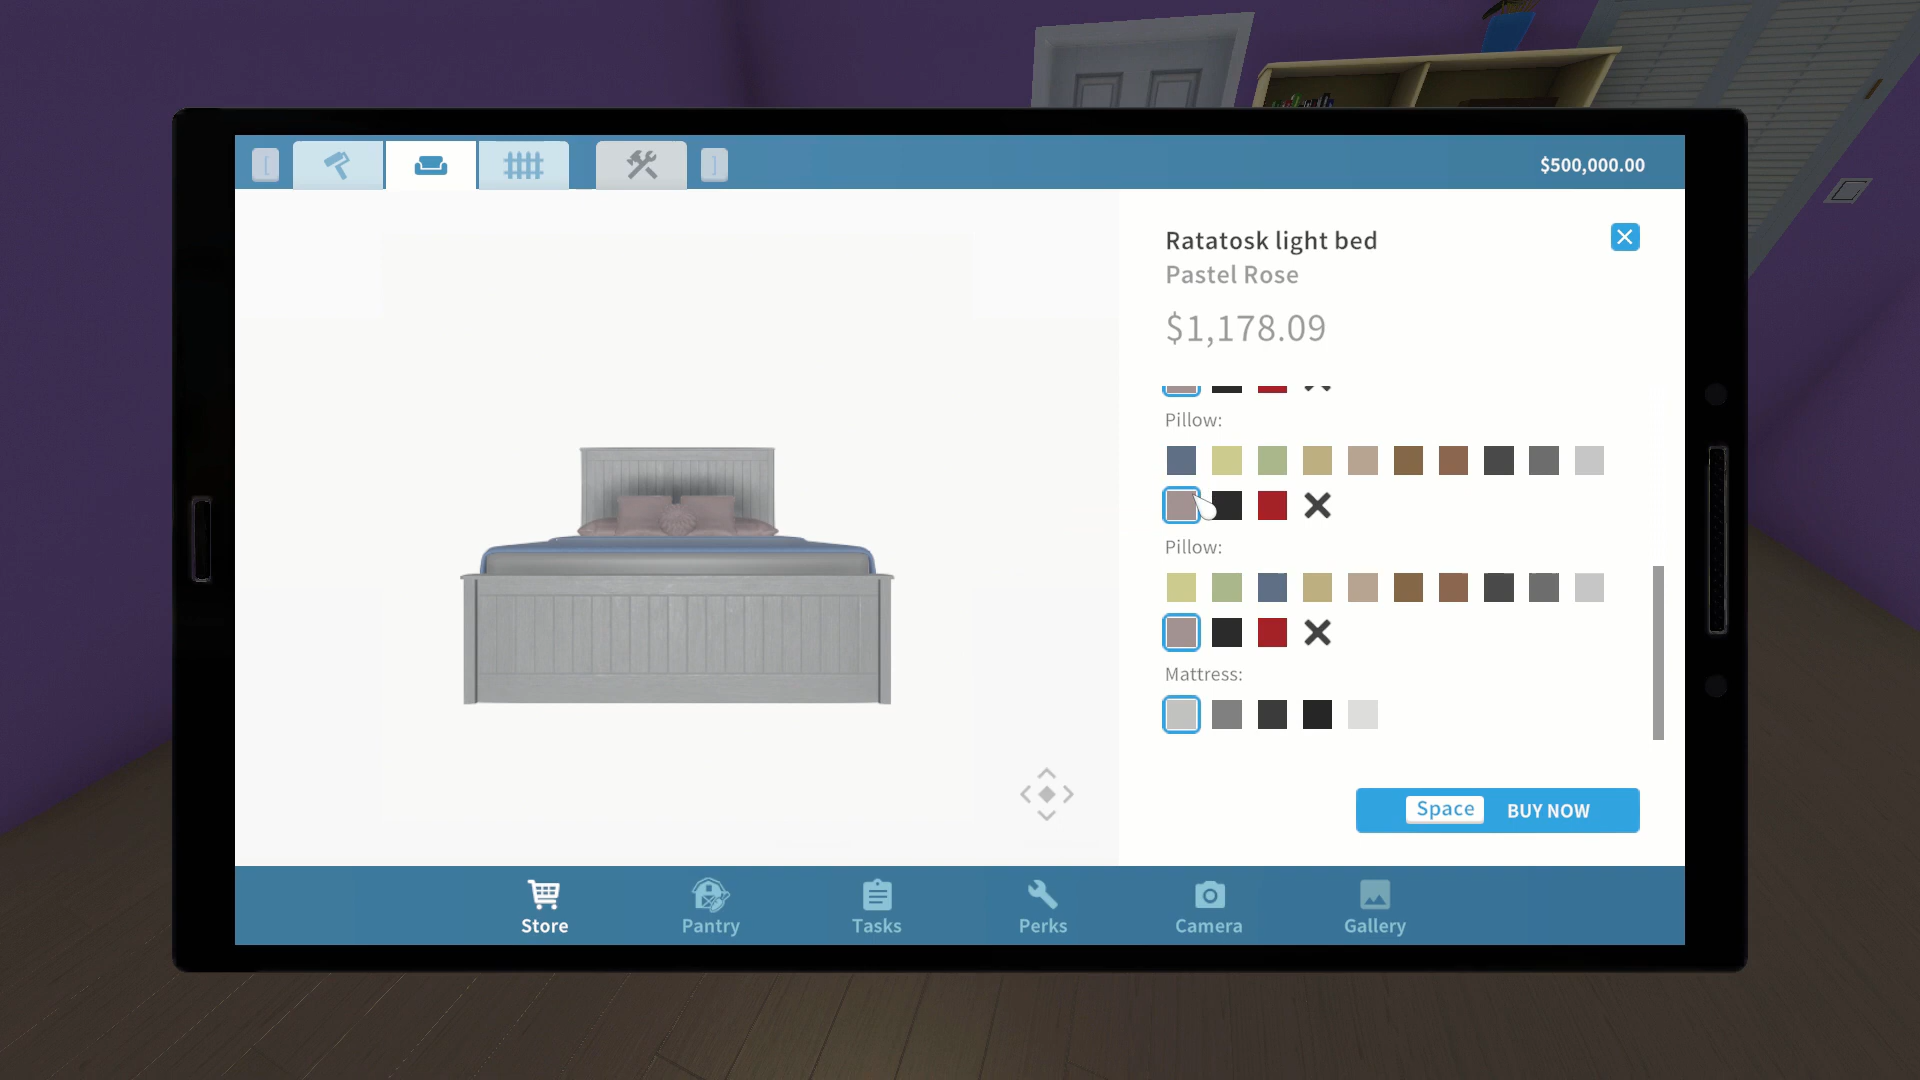 [
]
$500,000.00
Ratatosk light bed
Pastel Rose
$1,178.09
Pillow:
Pillow:
Mattress:
Space BUY NOW
Store
Pantry
Tasks
Perks
Camera
Gallery